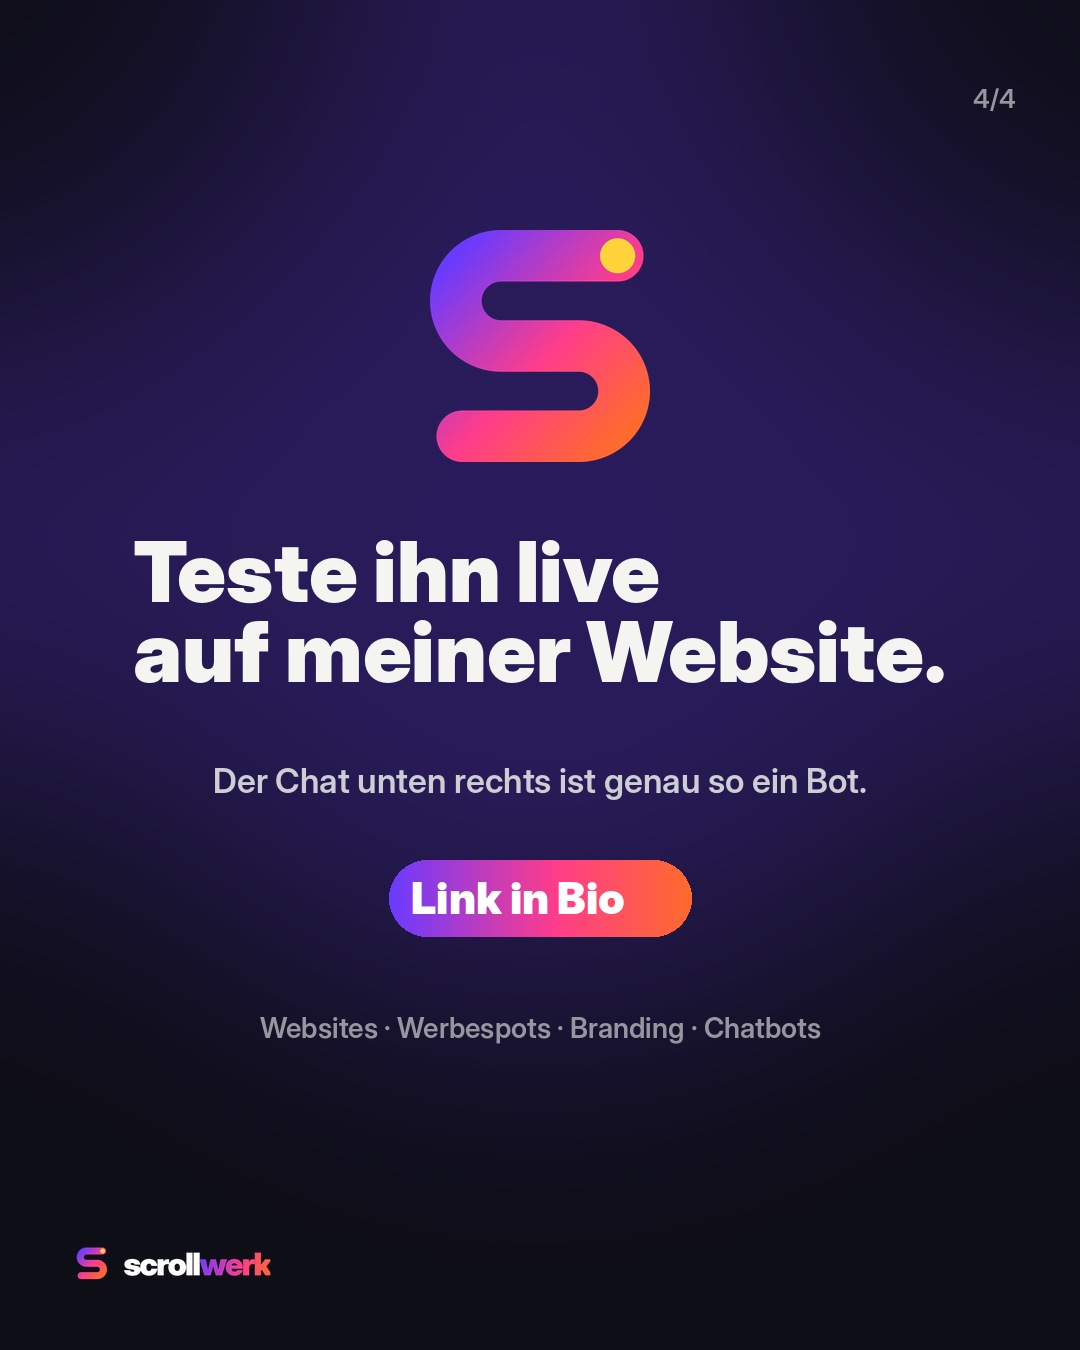 4/4
Teste ihn live
auf meiner Website.
Der Chat unten rechts ist genau so ein Bot.
Link in Bio
Websites · Werbespots · Branding · Chatbots
scrollwerk